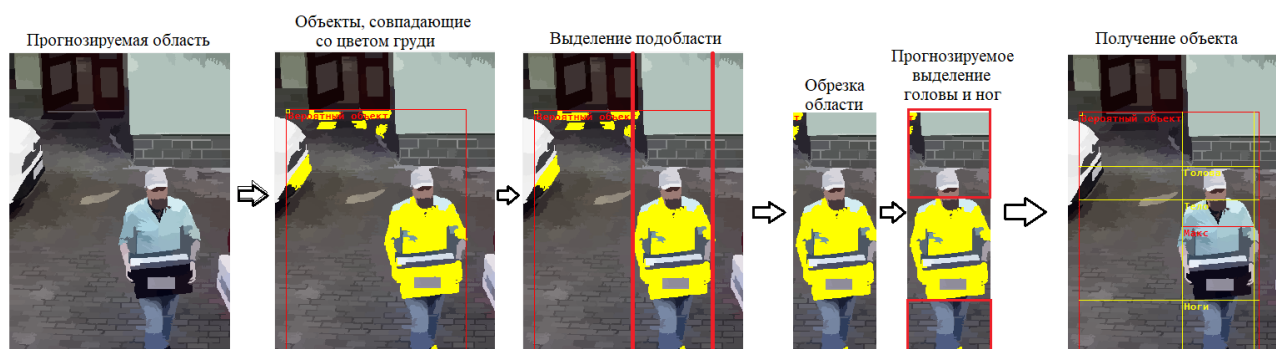 Прогнозируемая область
Объекты, совпадающие
со цветом груди
Выделение подобласти
Обрезка
области
Прогнозируемое
выделение
головы и ног
Получение объекта
Вероятный объект
Вероятный объект
Вероятный объект
Голова
Тело
Макс
Ноги